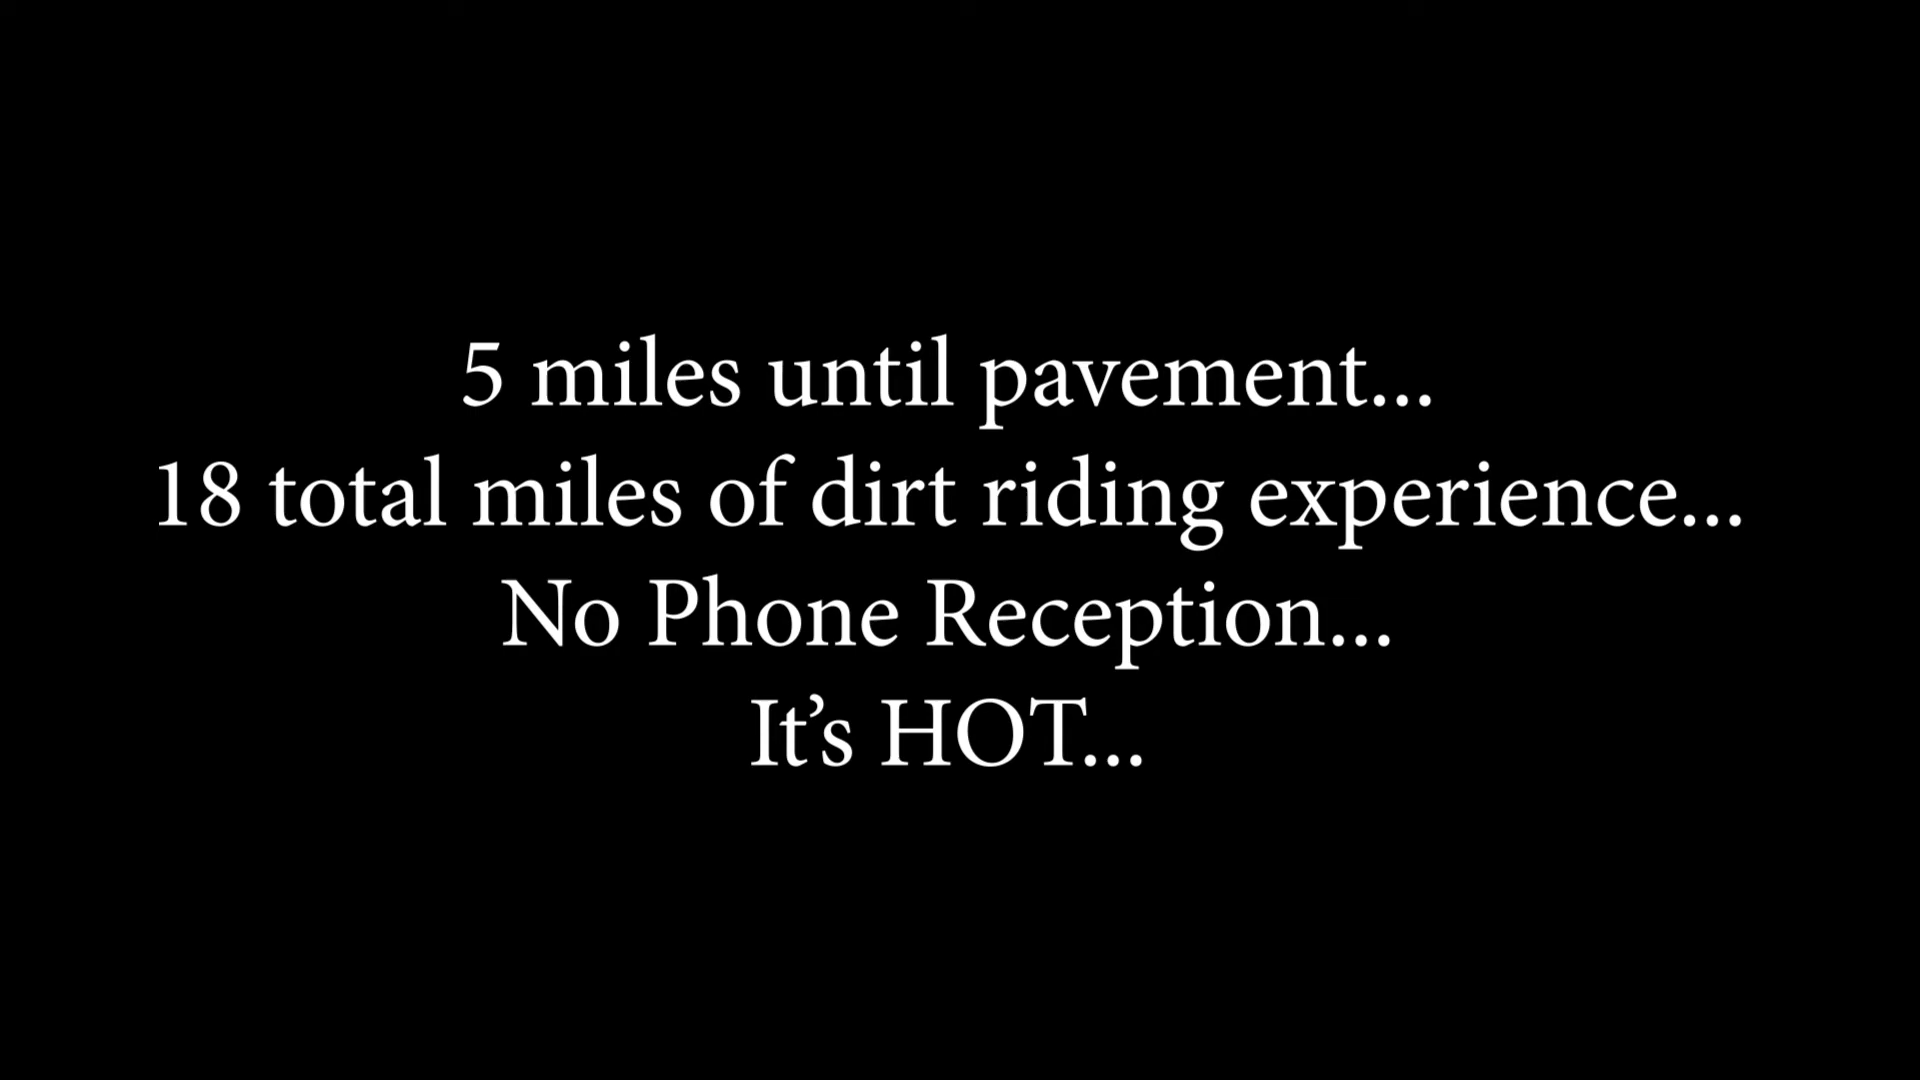 5 miles until pavement...
18 total miles of dirt riding experience...
No Phone Reception...
It’s HOT...